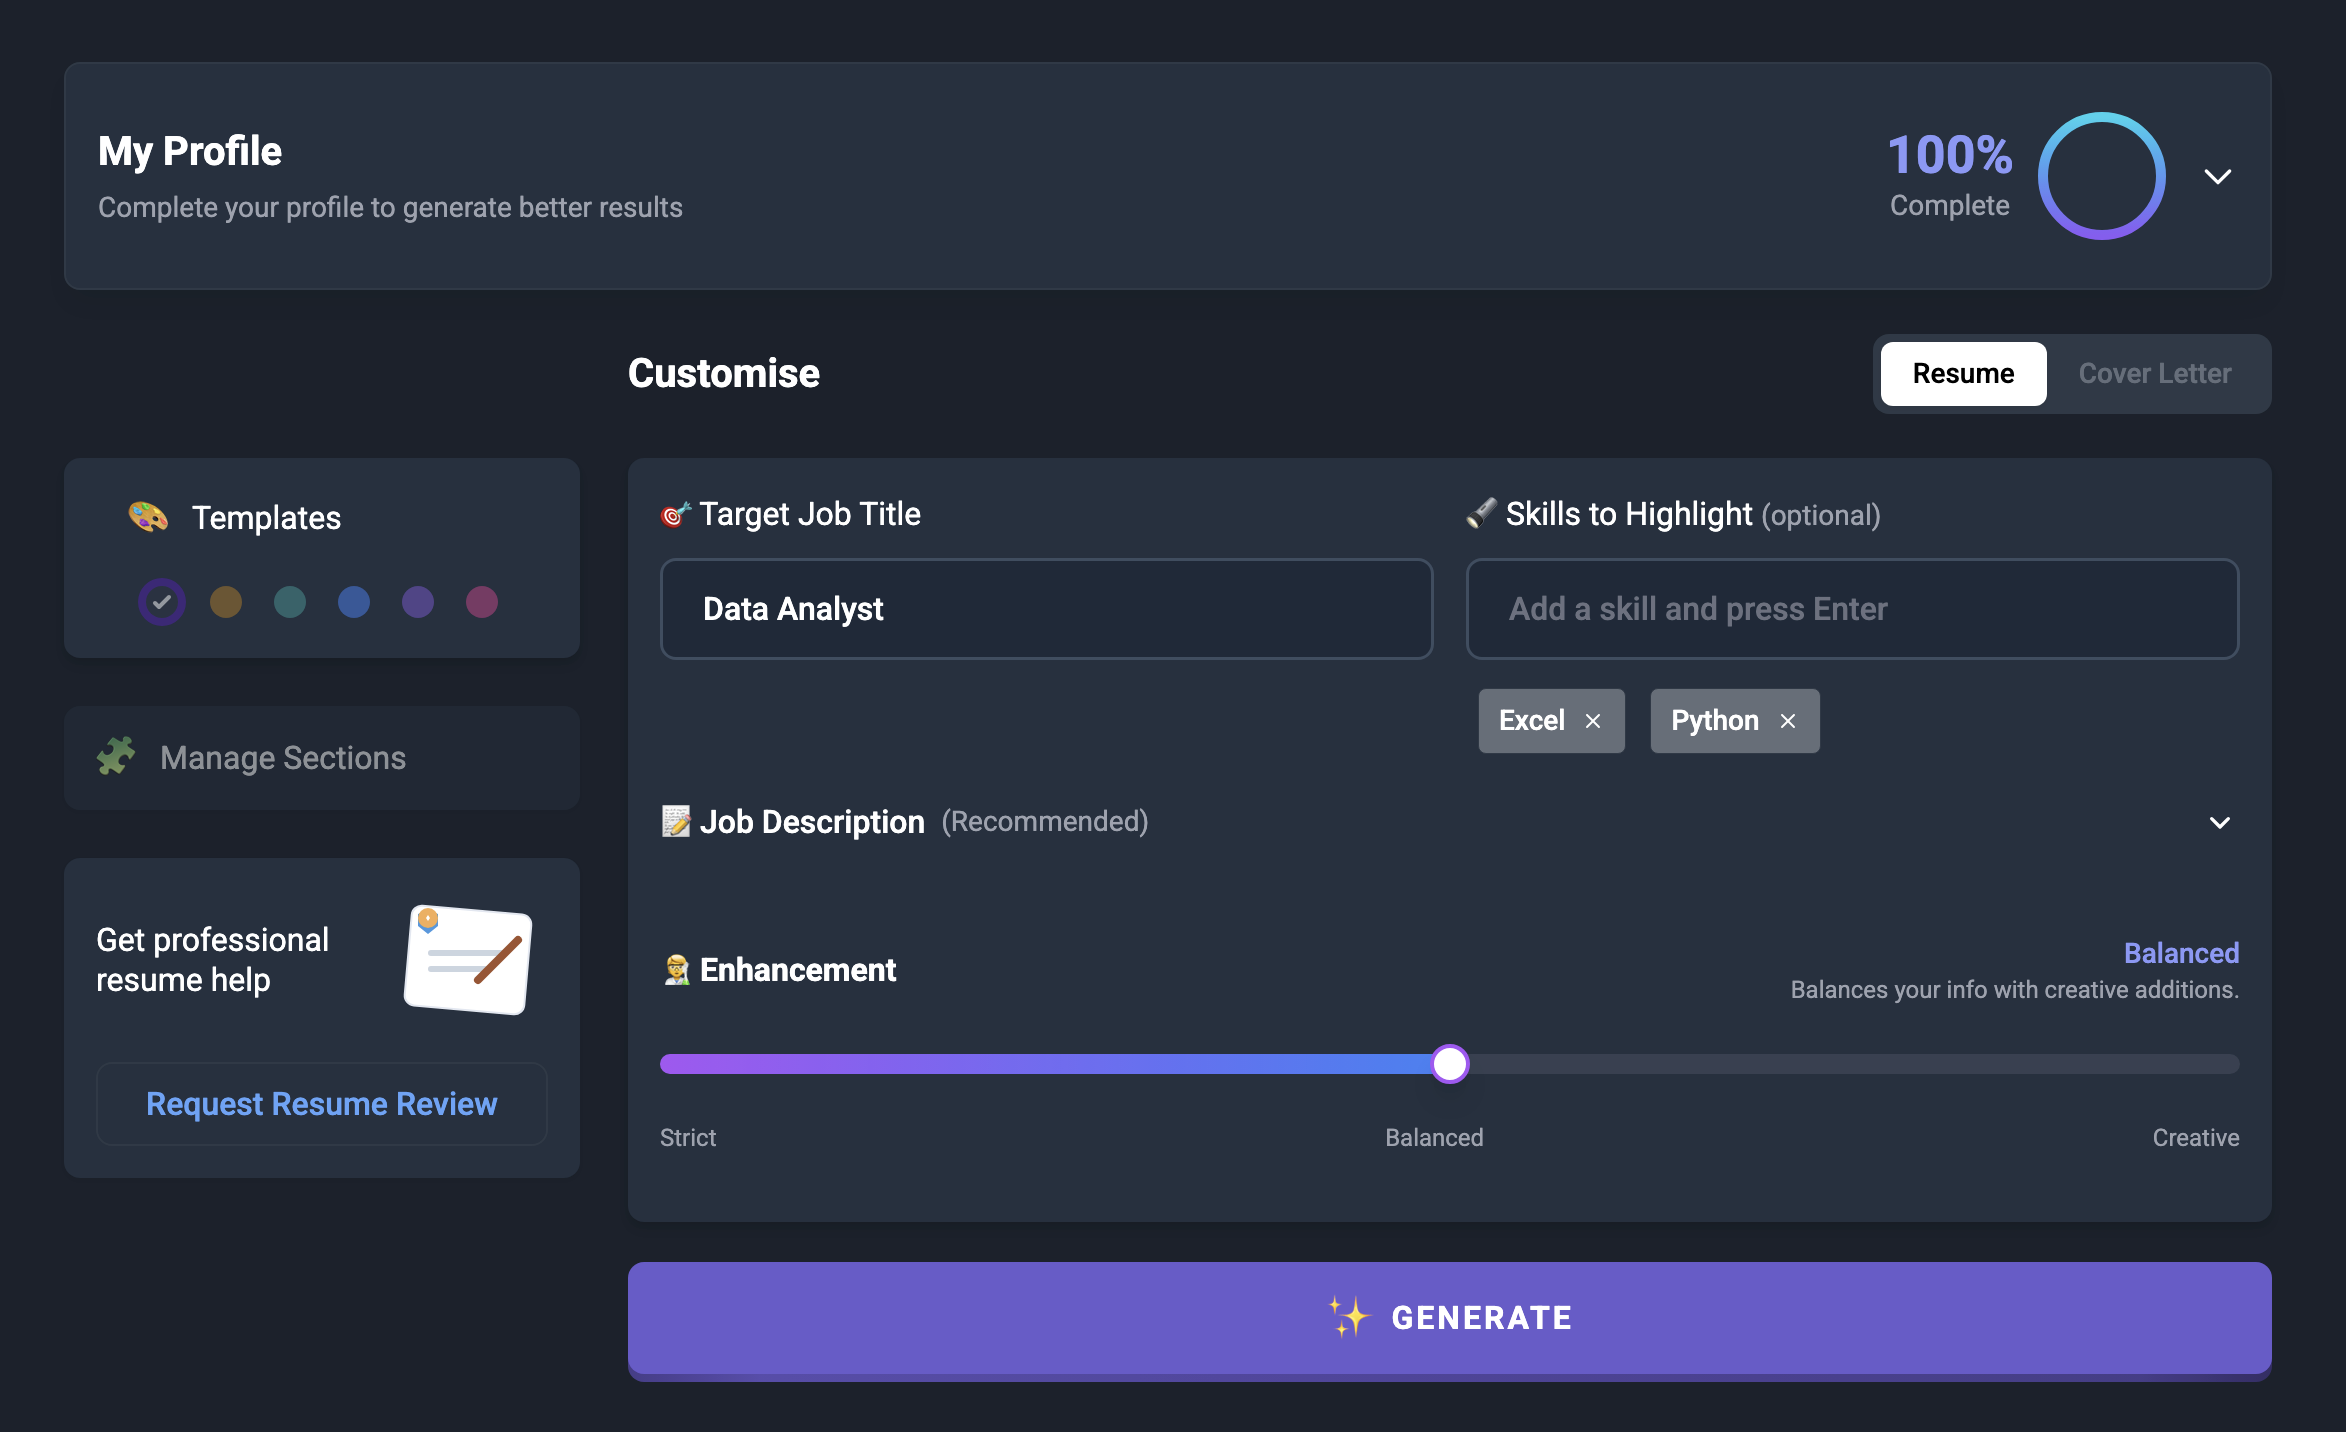 My Profile
Complete your profile to generate better results
100%
Complete
Customise
Resume
Cover Letter
Templates
Manage Sections
Get professional
resume help
Request Resume Review
Target Job Title
Data Analyst
Skills to Highlight (optional)
Add a skill and press Enter
Excel ×
Python ×
Job Description (Recommended)
Enhancement
Balanced
Balances your info with creative additions.
Strict
Balanced
Creative
GENERATE